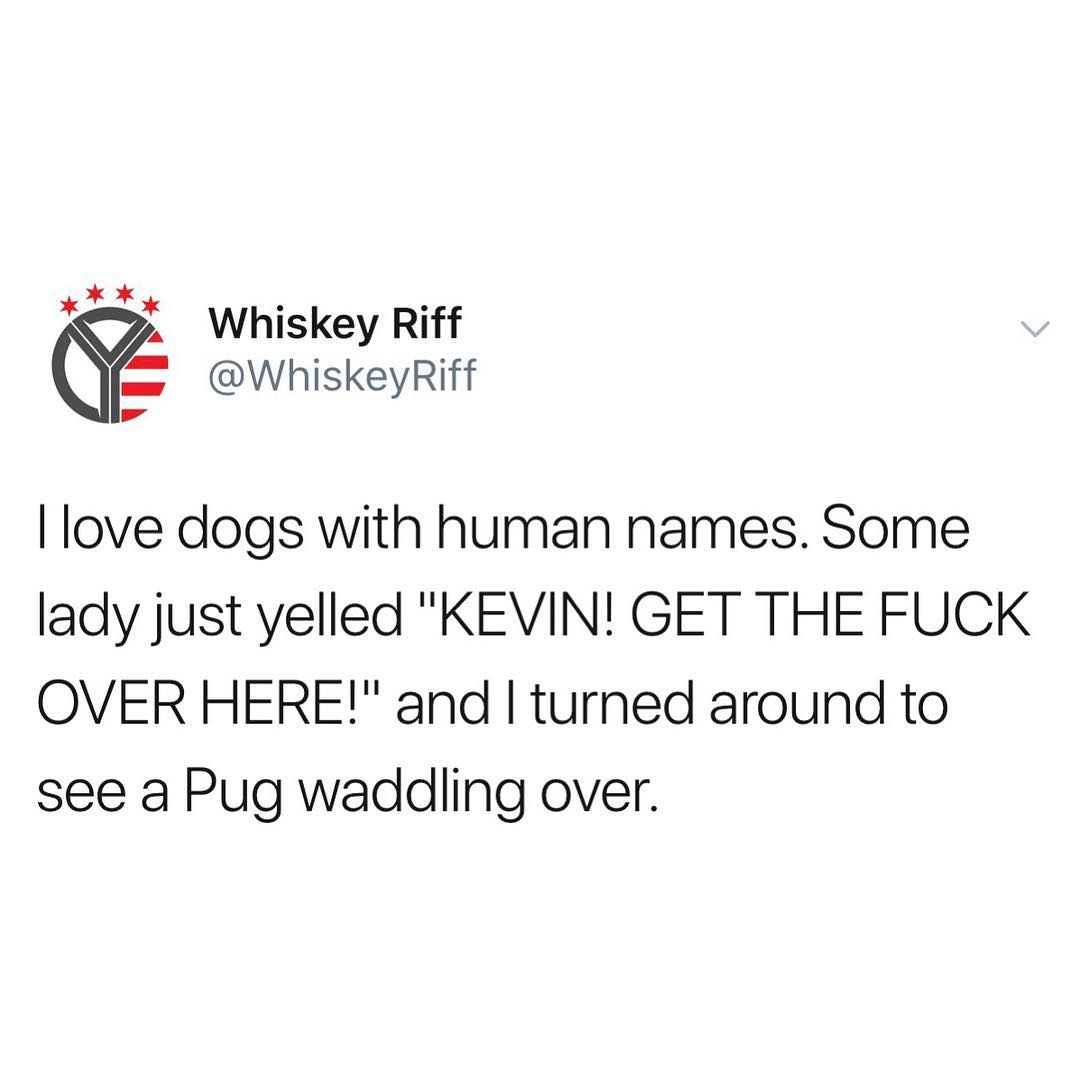 Whiskey Riff
@WhiskeyRiff
I love dogs with human names. Some
lady just yelled "KEVIN! GET THE FUCK
OVER HERE!" and I turned around to
see a Pug waddling over.